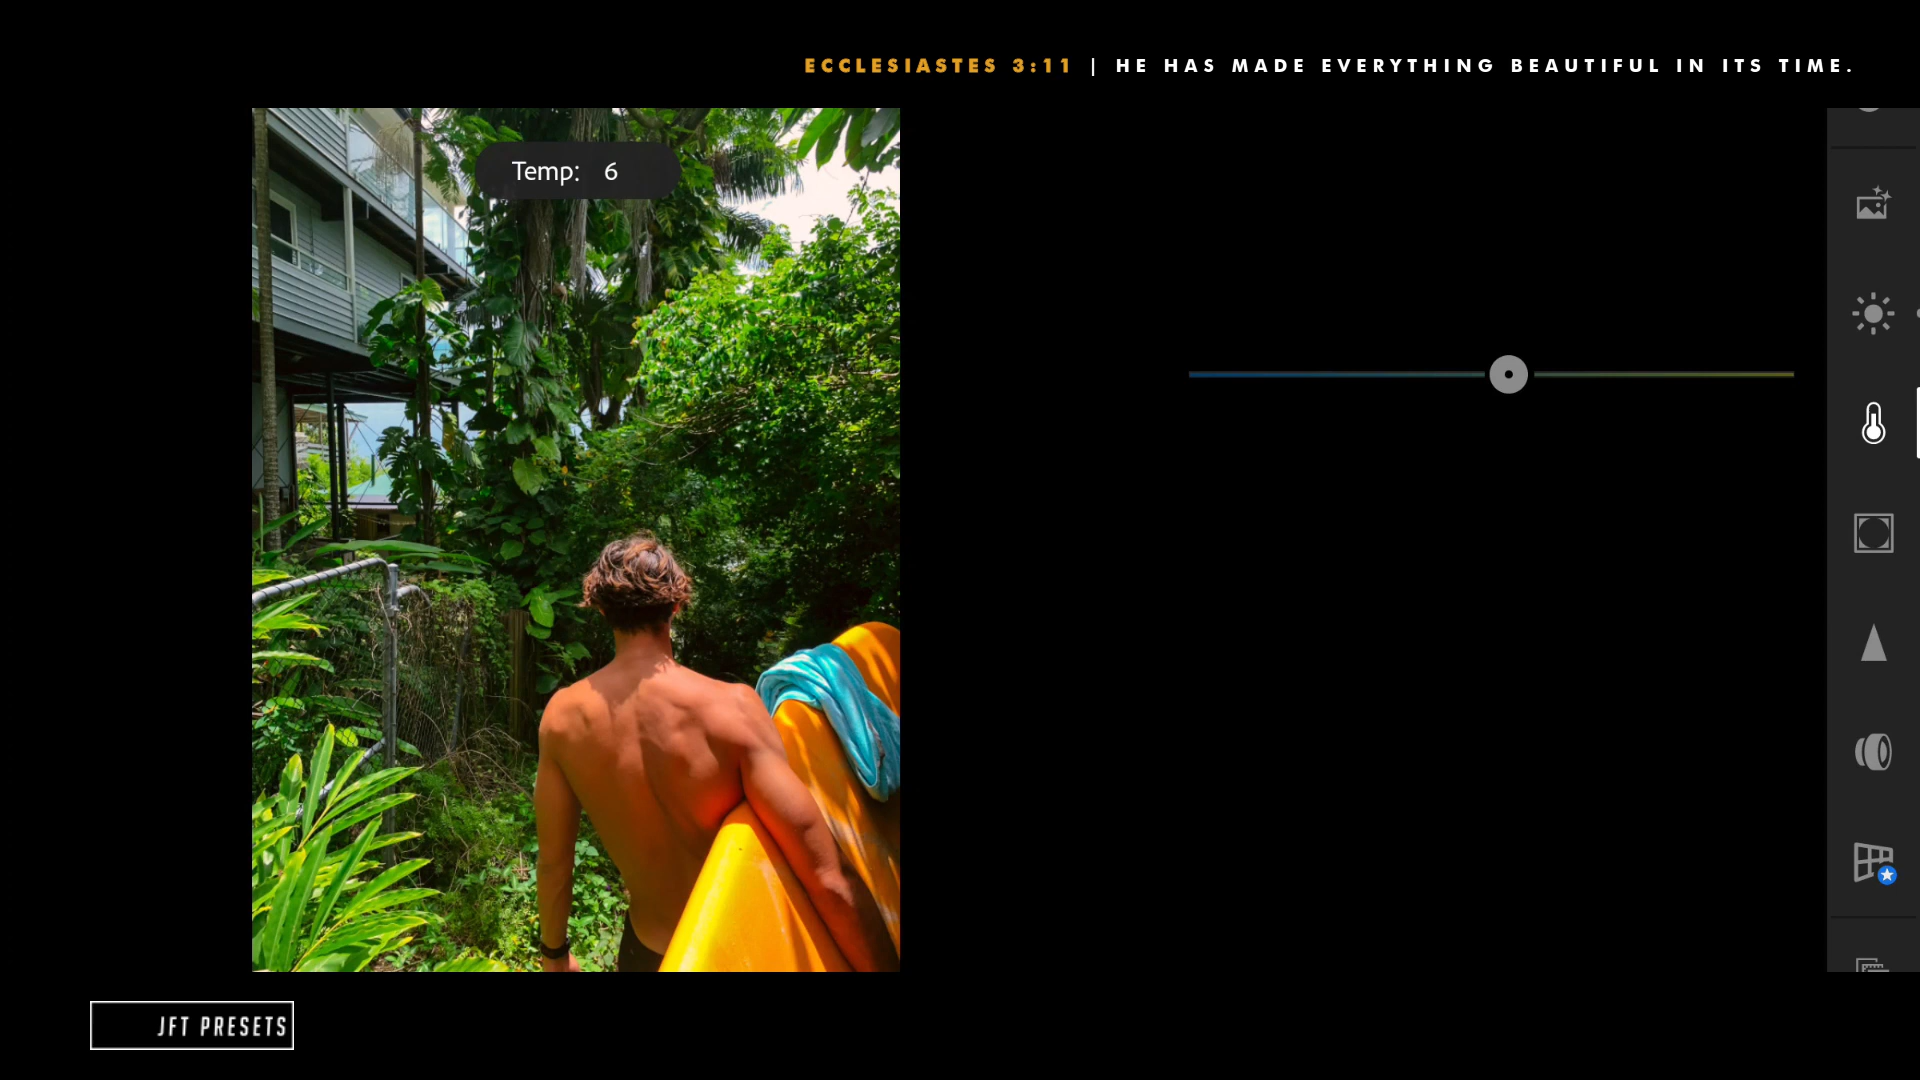 ECCLESIASTES 3:11 | HE HAS MADE EVERYTHING BEAUTIFUL IN ITS TIME.
Temp: 6
JFT PRESETS